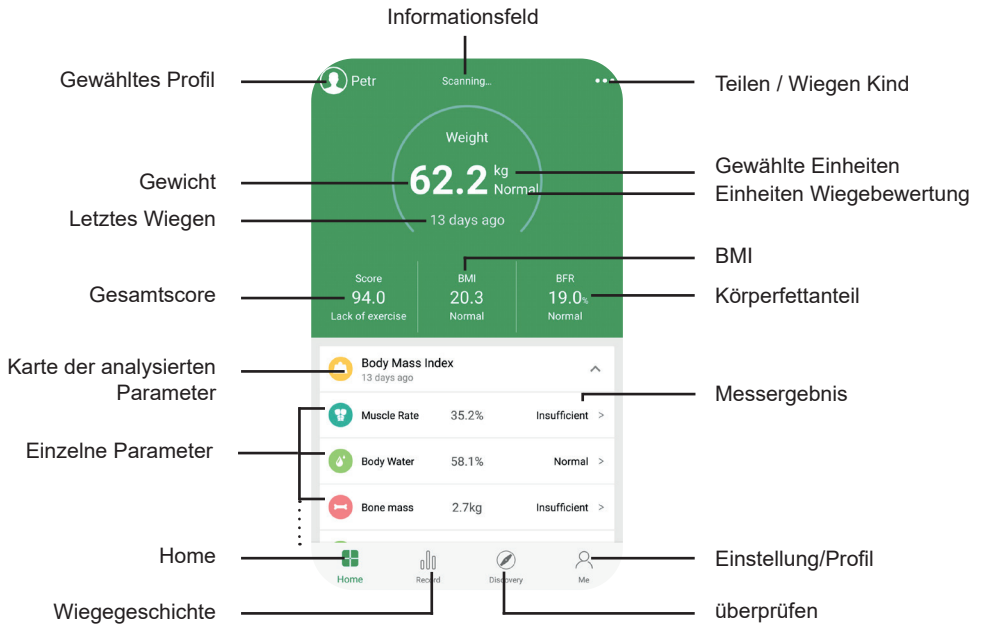 Informationsfeld
Gewähltes Profil
Petr
Scanning...
Teilen / Wiegen Kind
Weight
Gewicht
62.2 kg
Normal
Gewählte Einheiten
Einheiten Wiegebewertung
Letztes Wiegen
13 days ago
BMI
Gesamtscore
Score
94.0
Lack of exercise
BMI
20.3
Normal
BFR
19.0%
Normal
Körperfettanteil
Karte der analysierten
Parameter
Body Mass Index
13 days ago
Messergebnis
Einzelne Parameter
Muscle Rate 35.2% Insufficient >
Body Water 58.1% Normal >
Bone mass 2.7kg Insufficient >
Home
Home
Record
Discovery
Me
Einstellung/Profil
Wiegegeschichte
überprüfen